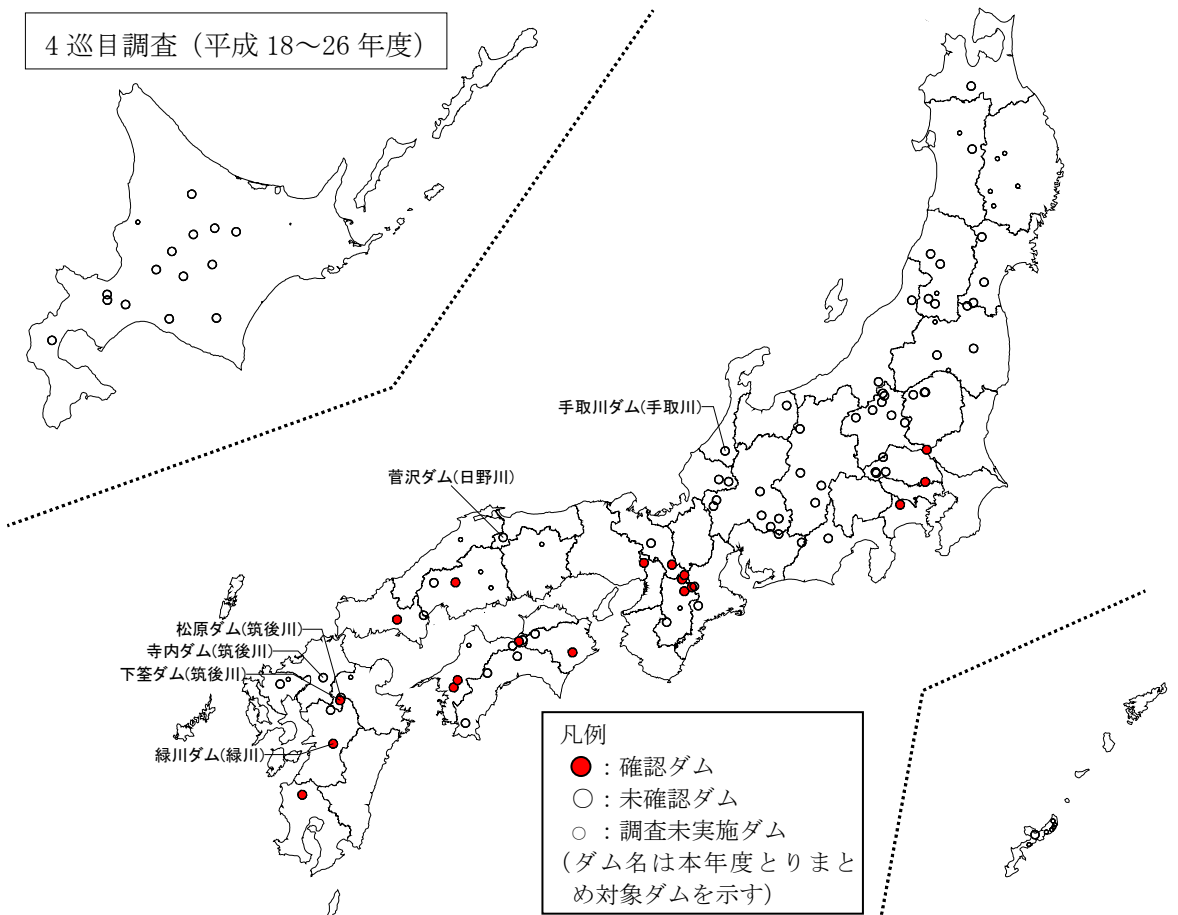 4巡目調査（平成 18～26 年度）
手取川ダム(手取川)
菅沢ダム(日野川)
松原ダム(筑後川)
寺内ダム(筑後川)
下筌ダム(筑後川)
緑川ダム(緑川)
凡例
：確認ダム
：未確認ダム
：調査未実施ダム
(ダム名は本年度とりまと
め対象ダムを示す)